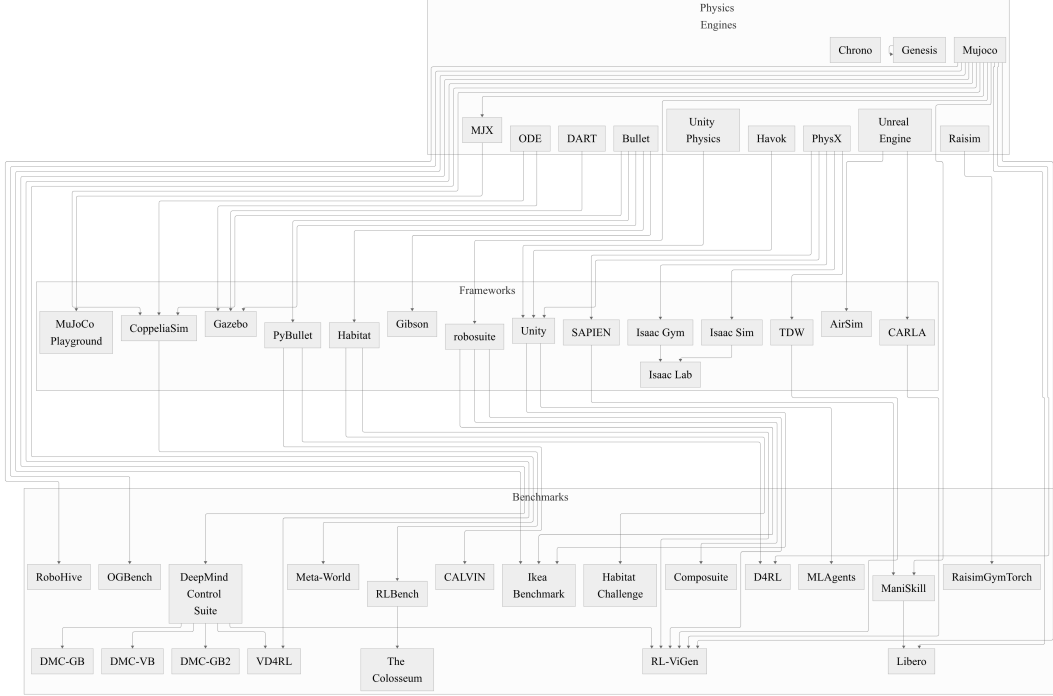 Physics
Engines
Chrono
Genesis
Mujoco
MJX
ODE
DART
Bullet
Unity
Physics
Havok
PhysX
Unreal
Engine
Raisim
Frameworks
MuJoCo
Playground
CoppeliaSim
Gazebo
PyBullet
Habitat
Gibson
robosuite
Unity
SAPIEN
Isaac Gym
Isaac Sim
TDW
AirSim
CARLA
Isaac Lab
Benchmarks
RoboHive
OGBench
DeepMind
Control
Suite
Meta-World
RLBench
CALVIN
Ikea
Benchmark
Habitat
Challenge
Composuite
D4RL
MLAgents
ManiSkill
RaisimGymTorch
DMC-GB
DMC-VB
DMC-GB2
VD4RL
The
Colosseum
RL-ViGen
Libero